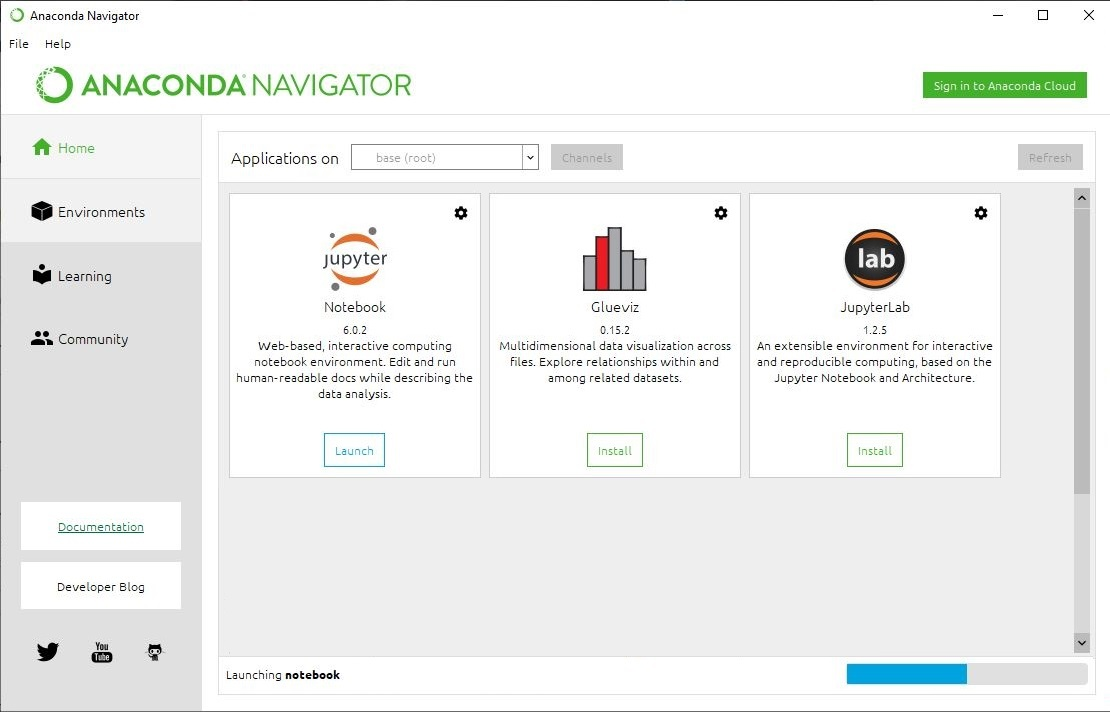 Anaconda Navigator
File Help
ANACONDA NAVIGATOR
Sign in to Anaconda Cloud
Home
Environments
Learning
Community
Documentation
Developer Blog
You
Tube
Applications on
base (root)
Channels
Refresh
jupyter
Notebook
6.0.2
Web-based, interactive computing
notebook environment. Edit and run
human-readable docs while describing the
data analysis.
Launch
Glueviz
0.15.2
Multidimensional data visualization across
files. Explore relationships within and
among related datasets.
Install
lab
JupyterLab
1.2.5
An extensible environment for interactive
and reproducible computing, based on the
Jupyter Notebook and Architecture.
Install
Launching notebook